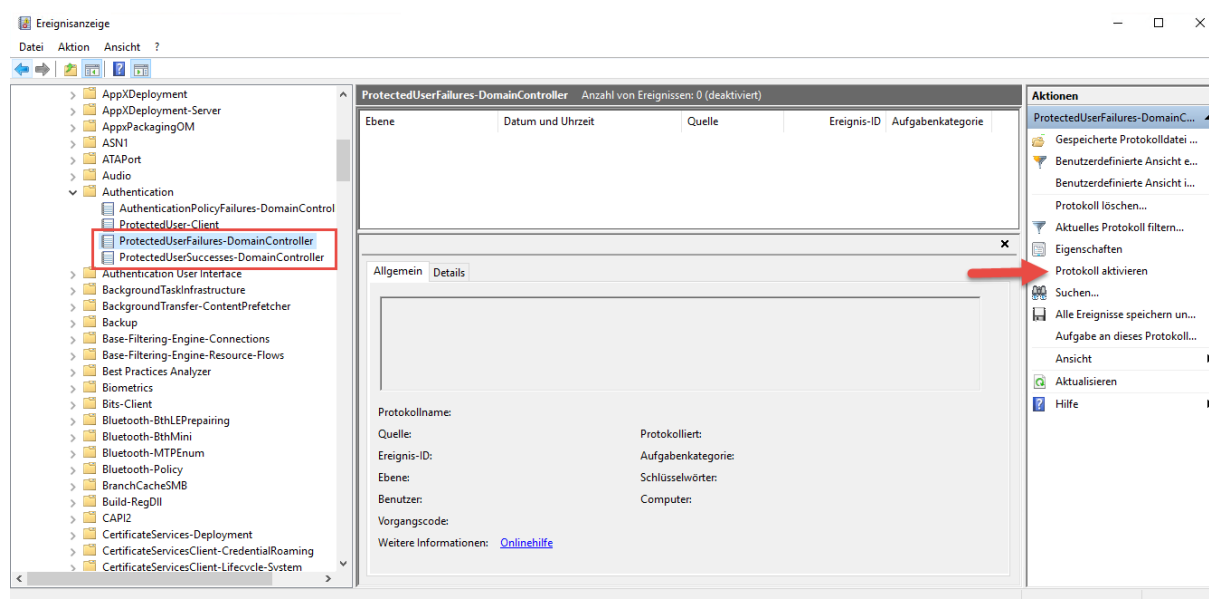 Ereignisanzeige
Datei Aktion Ansicht ?
AppXDeployment
AppXDeployment-Server
AppxPackagingOM
ASN1
ATAPort
Audio
Authentication
AuthenticationPolicyFailures-DomainControl
ProtectedUser-Client
ProtectedUserFailures-DomainController
ProtectedUserSuccesses-DomainController
Authentication User Interface
BackgroundTaskInfrastructure
BackgroundTransfer-ContentPrefetcher
Backup
Base-Filtering-Engine-Connections
Base-Filtering-Engine-Resource-Flows
Best Practices Analyzer
Biometrics
Bits-Client
Bluetooth-BthLEPrepairing
Bluetooth-BthMini
Bluetooth-MTPEnum
Bluetooth-Policy
BranchCacheSMB
Build-RegDll
CAPI2
CertificateServices-Deployment
CertificateServicesClient-CredentialRoaming
CertificateServicesClient-Lifecycle-System
ProtectedUserFailures-DomainController Anzahl von Ereignissen: 0 (deaktiviert)
Ebene Datum und Uhrzeit Quelle Ereignis-ID Aufgabenkategorie
Allgemein Details
Protokollname:
Quelle: Protokolliert:
Ereignis-ID: Aufgabenkategorie:
Ebene: Schlüsselwörter:
Benutzer: Computer:
Vorgangscode:
Weitere Informationen: Onlinehilfe
Aktionen
ProtectedUserFailures-DomainC...
Gespeicherte Protokolldatei ...
Benutzerdefinierte Ansicht e...
Benutzerdefinierte Ansicht i...
Protokoll löschen...
Aktuelles Protokoll filtern...
Eigenschaften
Protokoll aktivieren
Suchen...
Alle Ereignisse speichern un...
Aufgabe an dieses Protokoll...
Ansicht
Aktualisieren
Hilfe